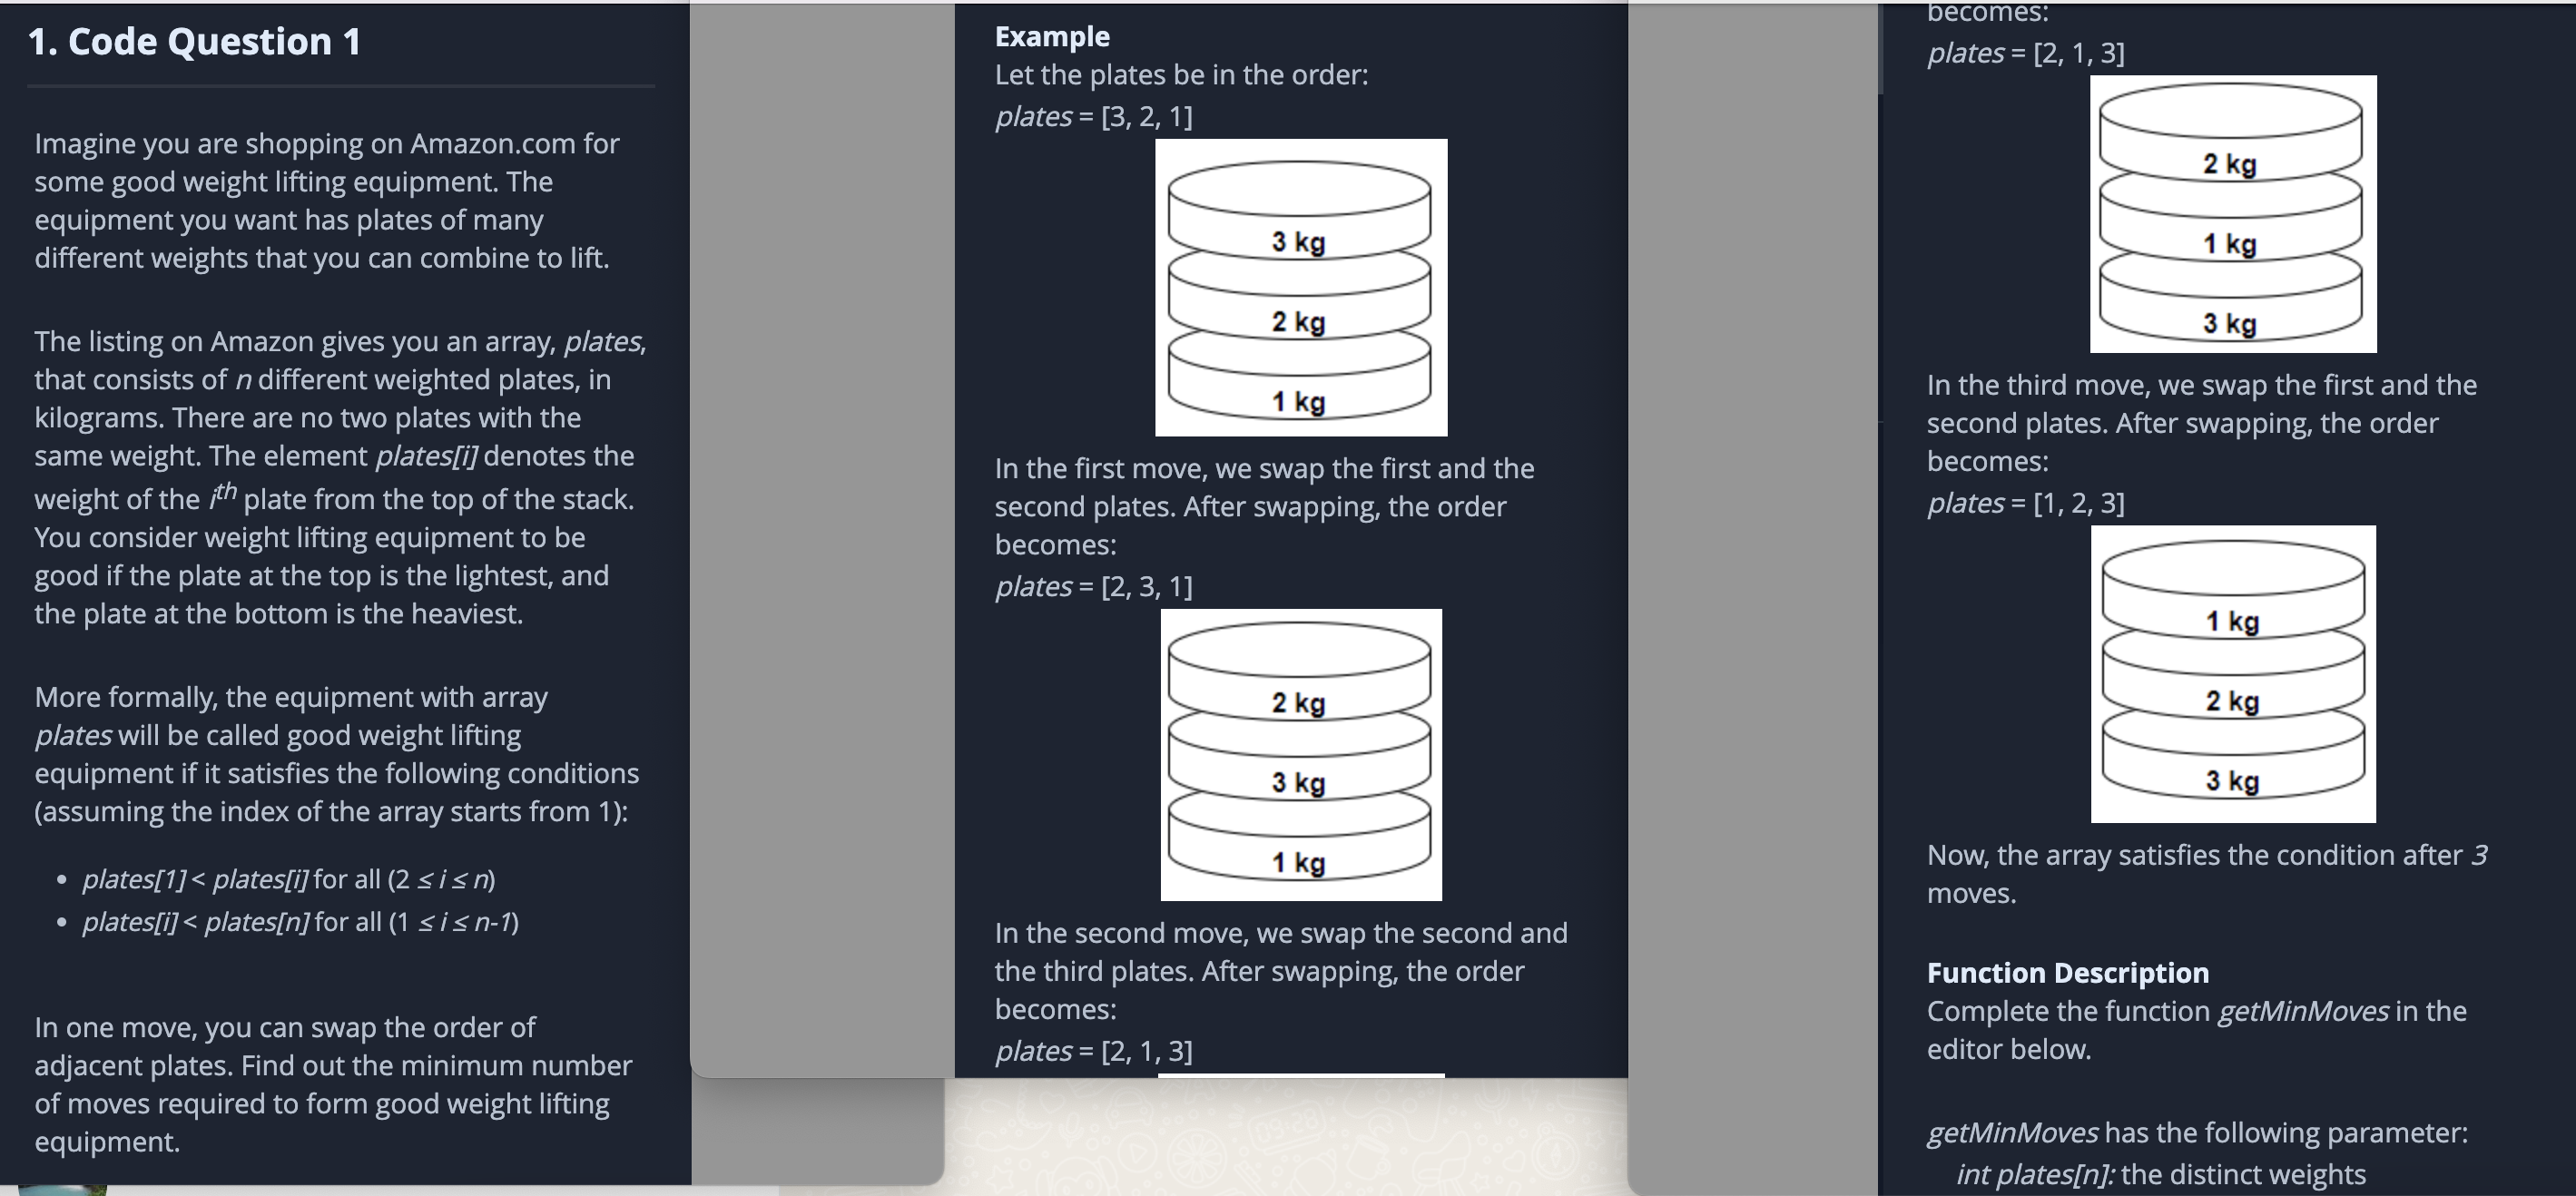 1. Code Question 1
Imagine you are shopping on Amazon.com for
some good weight lifting equipment. The
equipment you want has plates of many
different weights that you can combine to lift.
The listing on Amazon gives you an array, plates,
that consists of n different weighted plates, in
kilograms. There are no two plates with the
same weight. The element plates[i] denotes the
weight of the ith plate from the top of the stack.
You consider weight lifting equipment to be
good if the plate at the top is the lightest, and
the plate at the bottom is the heaviest.
More formally, the equipment with array
plates will be called good weight lifting
equipment if it satisfies the following conditions
(assuming the index of the array starts from 1):
• plates[1] < plates[i] for all (2 ≤ i ≤ n)
• plates[i] < plates[n] for all (1 ≤ i ≤ n-1)
In one move, you can swap the order of
adjacent plates. Find out the minimum number
of moves required to form good weight lifting
equipment.
Example
Let the plates be in the order:
plates = [3, 2, 1]
3 kg
2 kg
1 kg
In the first move, we swap the first and the
second plates. After swapping, the order
becomes:
plates = [2, 3, 1]
2 kg
3 kg
1 kg
In the second move, we swap the second and
the third plates. After swapping, the order
becomes:
plates = [2, 1, 3]
becomes:
plates = [2, 1, 3]
2 kg
1 kg
3 kg
In the third move, we swap the first and the
second plates. After swapping, the order
becomes:
plates = [1, 2, 3]
1 kg
2 kg
3 kg
Now, the array satisfies the condition after 3
moves.
Function Description
Complete the function getMinMoves in the
editor below.
getMinMoves has the following parameter:
int plates[n]: the distinct weights